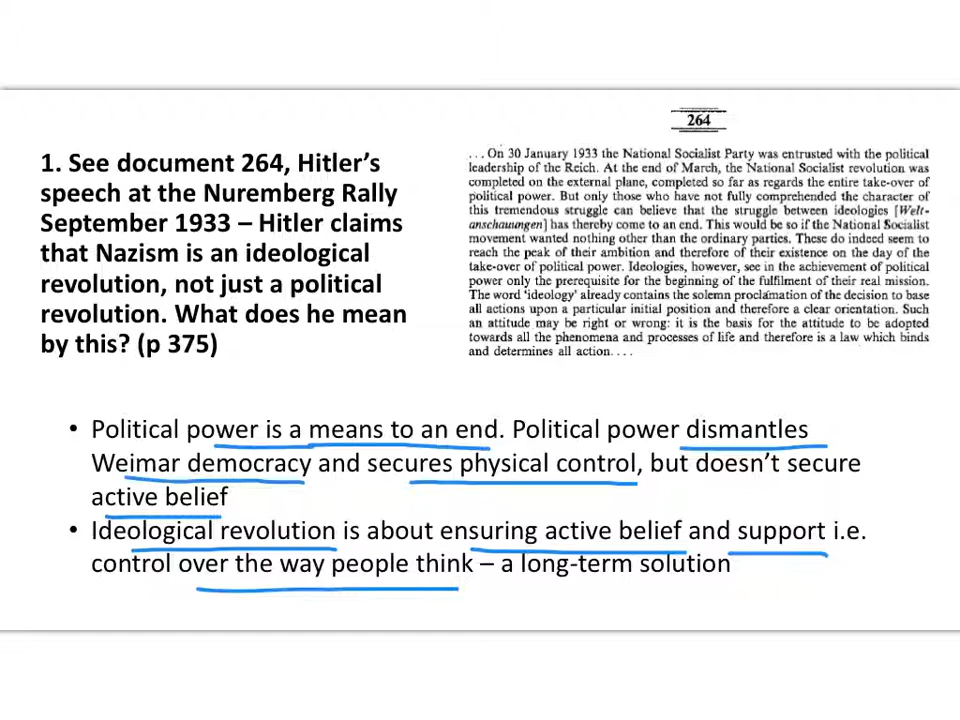 1. See document 264, Hitler's
speech at the Nuremberg Rally
September 1933 – Hitler claims
that Nazism is an ideological
revolution, not just a political
revolution. What does he mean
by this? (p 375)
264
. . . On 30 January 1933 the National Socialist Party was entrusted with the political
leadership of the Reich. At the end of March, the National Socialist revolution was
completed on the external plane, completed so far as regards the entire take-over of
political power. But only those who have not fully comprehended the character of
this tremendous struggle can believe that the struggle between ideologies [Welt-
anschauungen] has thereby come to an end. This would be so if the National Socialist
movement wanted nothing other than the ordinary parties. These do indeed seem to
reach the peak of their ambition and therefore of their existence on the day of the
take-over of political power. Ideologies, however, see in the achievement of political
power only the prerequisite for the beginning of the fulfilment of their real mission.
The word 'ideology' already contains the solemn proclamation of the decision to base
all actions upon a particular initial position and therefore a clear orientation. Such
an attitude may be right or wrong: it is the basis for the attitude to be adopted
towards all the phenomena and processes of life and therefore is a law which binds
and determines all action. . . .
• Political power is a means to an end. Political power dismantles
Weimar democracy and secures physical control, but doesn't secure
active belief
• Ideological revolution is about ensuring active belief and support i.e.
control over the way people think – a long-term solution